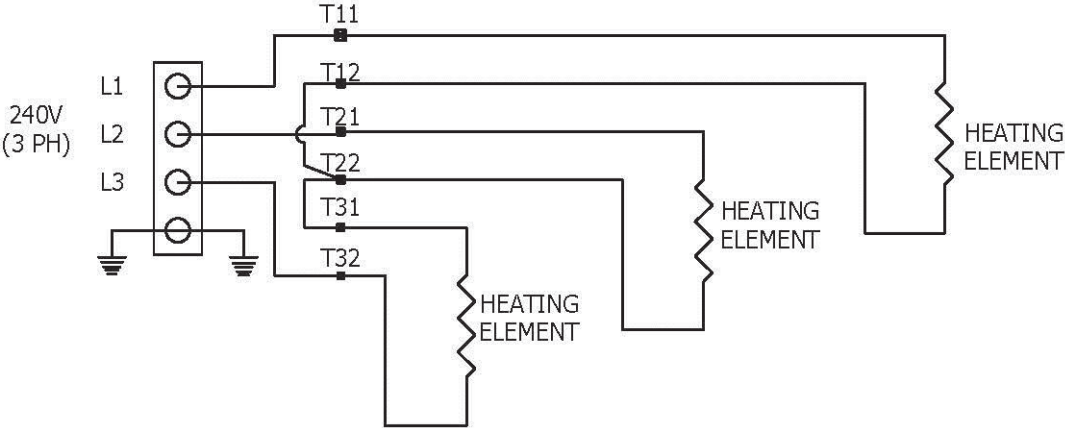 T11
L1
T12
240V
(3 PH)
L2
T21
HEATING
ELEMENT
T22
L3
T31
HEATING
ELEMENT
T32
HEATING
ELEMENT